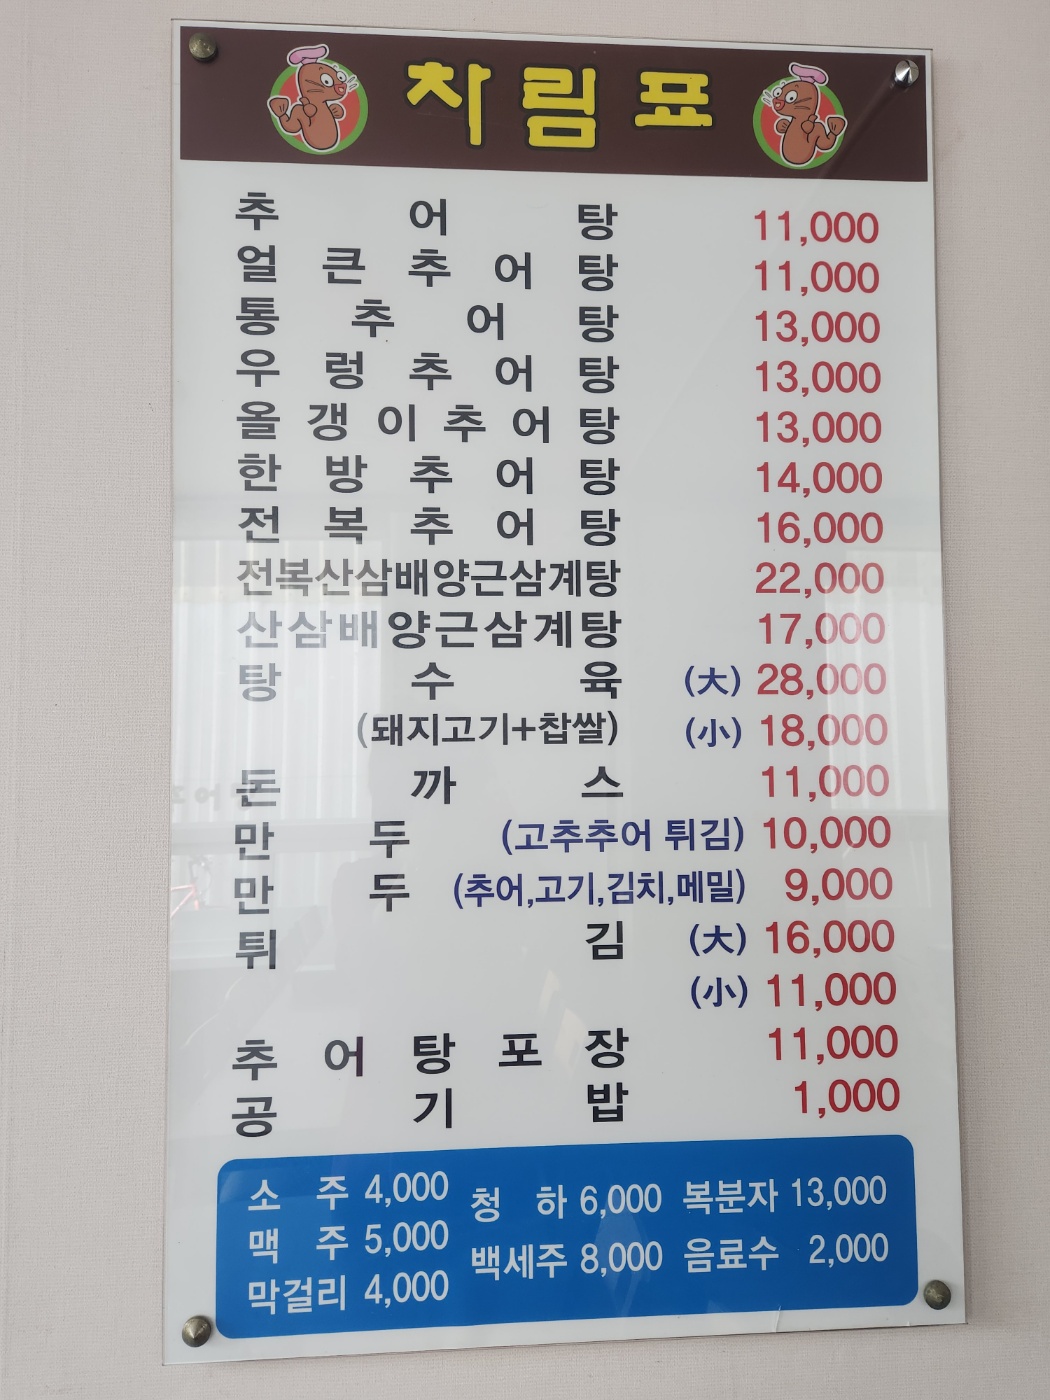 차림표
추어탕 11,000
얼큰추어탕 11,000
통추어탕 13,000
우렁추어탕 13,000
올갱이추어탕 13,000
한방추어탕 14,000
전복추어탕 16,000
전복산삼배양근삼계탕 22,000
산삼배양근삼계탕 17,000
탕수육 (大) 28,000
(돼지고기+찹쌀) (小) 18,000
돈까스 11,000
만두 (고추추어 튀김) 10,000
만두 (추어,고기,김치,메밀) 9,000
튀김 (大) 16,000
(小) 11,000
추어탕포장 11,000
공기밥 1,000
소주 4,000 청하 6,000 복분자 13,000
맥주 5,000 백세주 8,000 음료수 2,000
막걸리 4,000